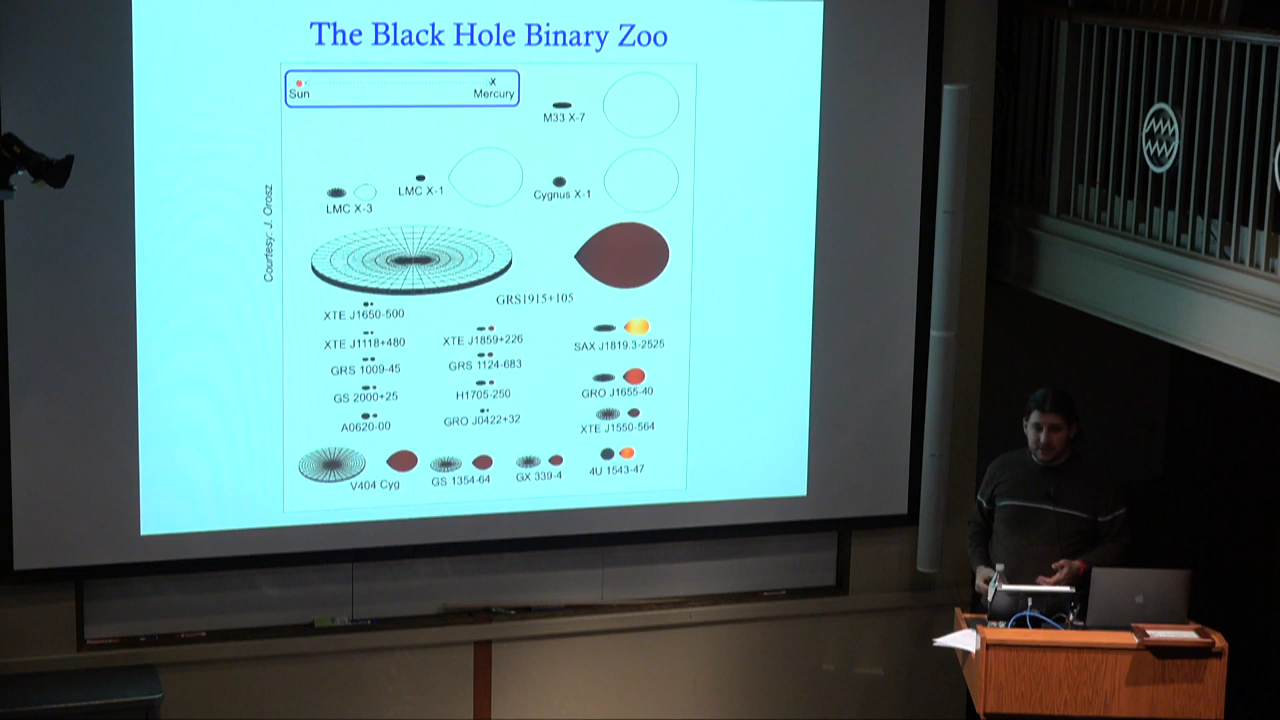 The Black Hole Binary Zoo
Sun
Mercury
M33 X-7
Courtesy: J. Orosz
LMC X-3
LMC X-1
Cygnus X-1
GRS1915+105
XTE J1650-500
XTE J1118+480
XTE J1859+226
SAX J1819.3-2525
GRS 1009-45
GRS 1124-683
GS 2000+25
H1705-250
GRO J1655-40
A0620-00
GRO J0422+32
XTE J1550-564
V404 Cyg
GS 1354-64
GX 339-4
4U 1543-47